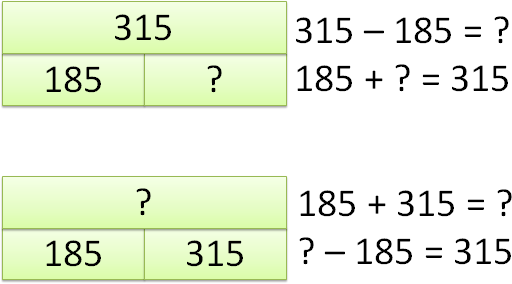 315 315 – 185 = ?
185 ? 185 + ? = 315
? 185 + 315 = ?
185 315 ? – 185 = 315